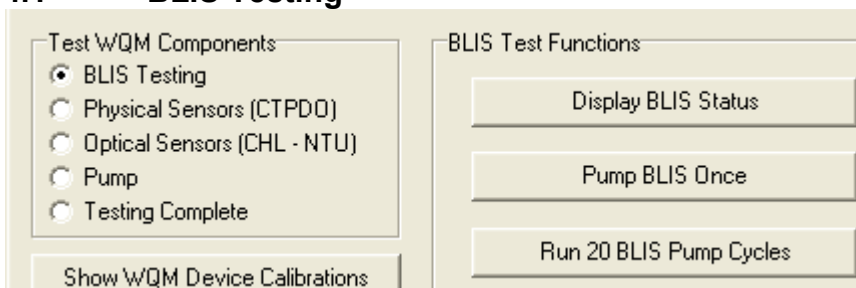 BLIS Testing
Test WQM Components
BLIS Testing
Physical Sensors (CTPDO)
Optical Sensors (CHL - NTU)
Pump
Testing Complete
Show WQM Device Calibrations
BLIS Test Functions
Display BLIS Status
Pump BLIS Once
Run 20 BLIS Pump Cycles